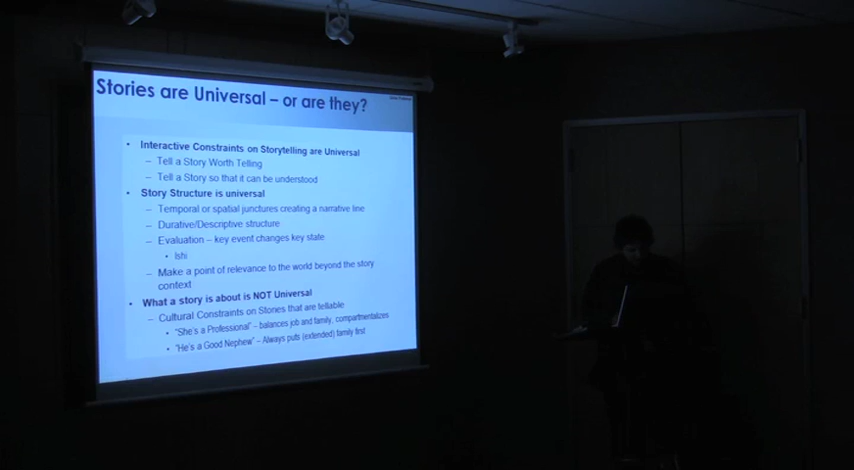 Stories are Universal – or are they?
• Interactive Constraints on Storytelling are Universal
– Tell a Story Worth Telling
– Tell a Story so that it can be understood
• Story Structure is universal
– Temporal or spatial junctures creating a narrative line
– Durative/Descriptive structure
– Evaluation – key event changes key state
• Ishi
– Make a point of relevance to the world beyond the story
context
• What a story is about is NOT Universal
– Cultural Constraints on Stories that are tellable
• "She's a Professional" – balances job and family, compartmentalizes
• "He's a Good Nephew" – Always puts (extended) family first